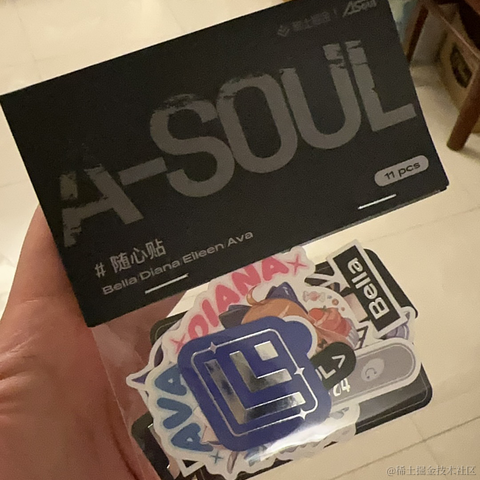 A-SOUL
11 pcs
# 随心贴
Bella Diana Eileen Ava
DIANA
Bella
AVA
@稀土掘金技术社区